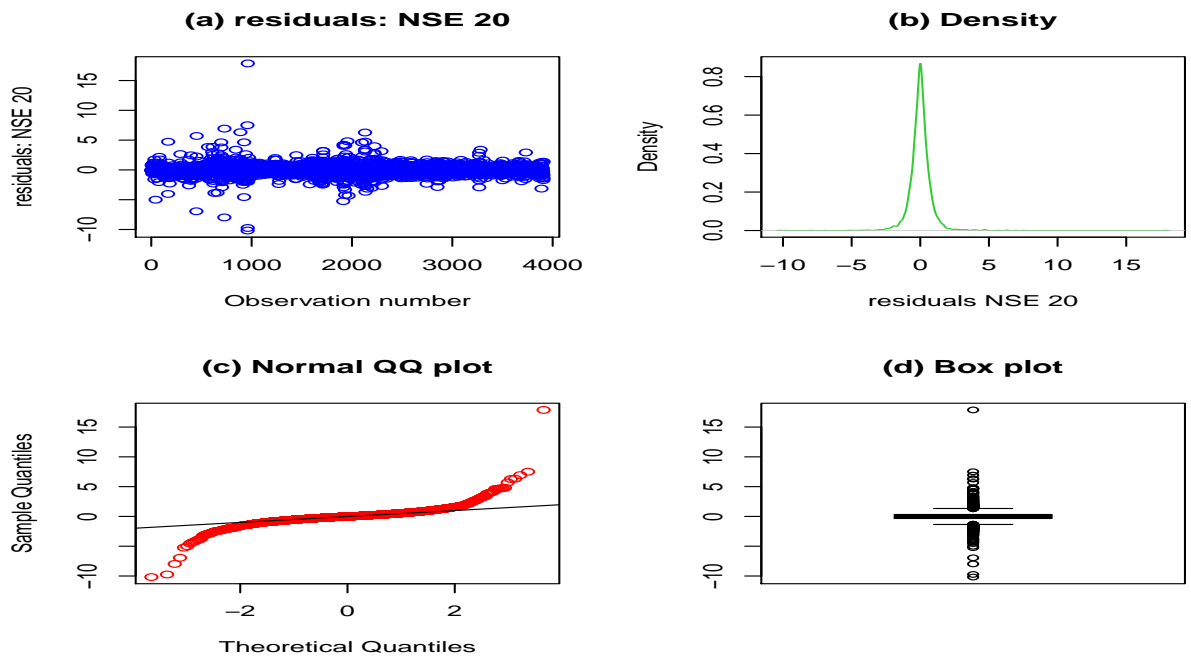 (a) residuals: NSE 20
residuals: NSE 20
15
10
5
0
−10
0 1000 2000 3000 4000
Observation number
(b) Density
Density
0.8
0.6
0.4
0.2
0.0
−10 −5 0 5 10 15
residuals NSE 20
(c) Normal QQ plot
Sample Quantiles
15
10
5
0
−10
−2 0 2
Theoretical Quantiles
(d) Box plot
15
10
5
0
−10